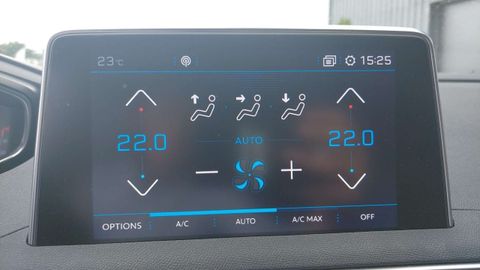 23°C 15:25
22.0 22.0
AUTO
OPTIONS A/C AUTO A/C MAX OFF